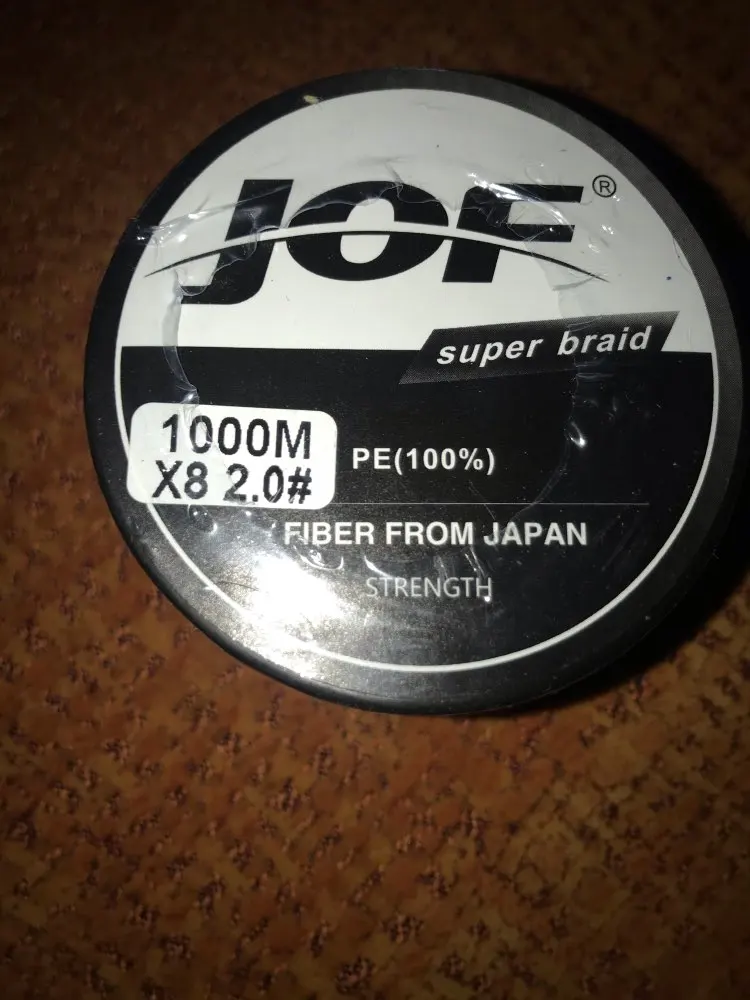 JOF®
super braid
1000M
X8 2.0#
PE(100%)
FIBER FROM JAPAN
STRENGTH